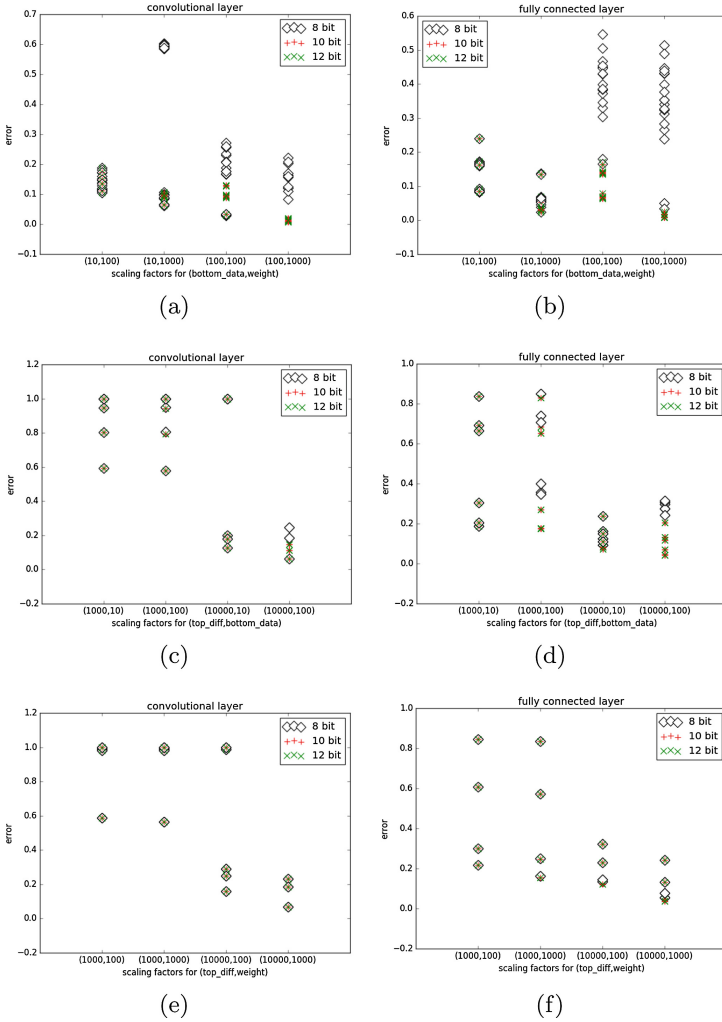 convolutional layer
0.7
0.6
0.5
0.4
0.3
0.2
0.1
0.0
−0.1
error
8 bit
10 bit
12 bit
(10,100) (10,1000) (100,100) (100,1000)
scaling factors for (bottom_data,weight)
(a)
fully connected layer
0.6
0.5
0.4
0.3
0.2
0.1
0.0
−0.1
error
8 bit
10 bit
12 bit
(10,100) (10,1000) (100,100) (100,1000)
scaling factors for (bottom_data,weight)
(b)
convolutional layer
1.2
1.0
0.8
0.6
0.4
0.2
0.0
−0.2
error
8 bit
10 bit
12 bit
(1000,10) (1000,100) (10000,10) (10000,100)
scaling factors for (top_diff,bottom_data)
(c)
fully connected layer
1.0
0.8
0.6
0.4
0.2
0.0
−0.2
error
8 bit
10 bit
12 bit
(1000,10) (1000,100) (10000,10) (10000,100)
scaling factors for (top_diff,bottom_data)
(d)
convolutional layer
1.2
1.0
0.8
0.6
0.4
0.2
0.0
−0.2
error
8 bit
10 bit
12 bit
(1000,100) (1000,1000) (10000,100) (10000,1000)
scaling factors for (top_diff,weight)
(e)
fully connected layer
1.0
0.8
0.6
0.4
0.2
0.0
−0.2
error
8 bit
10 bit
12 bit
(1000,100) (1000,1000) (10000,100) (10000,1000)
scaling factors for (top_diff,weight)
(f)